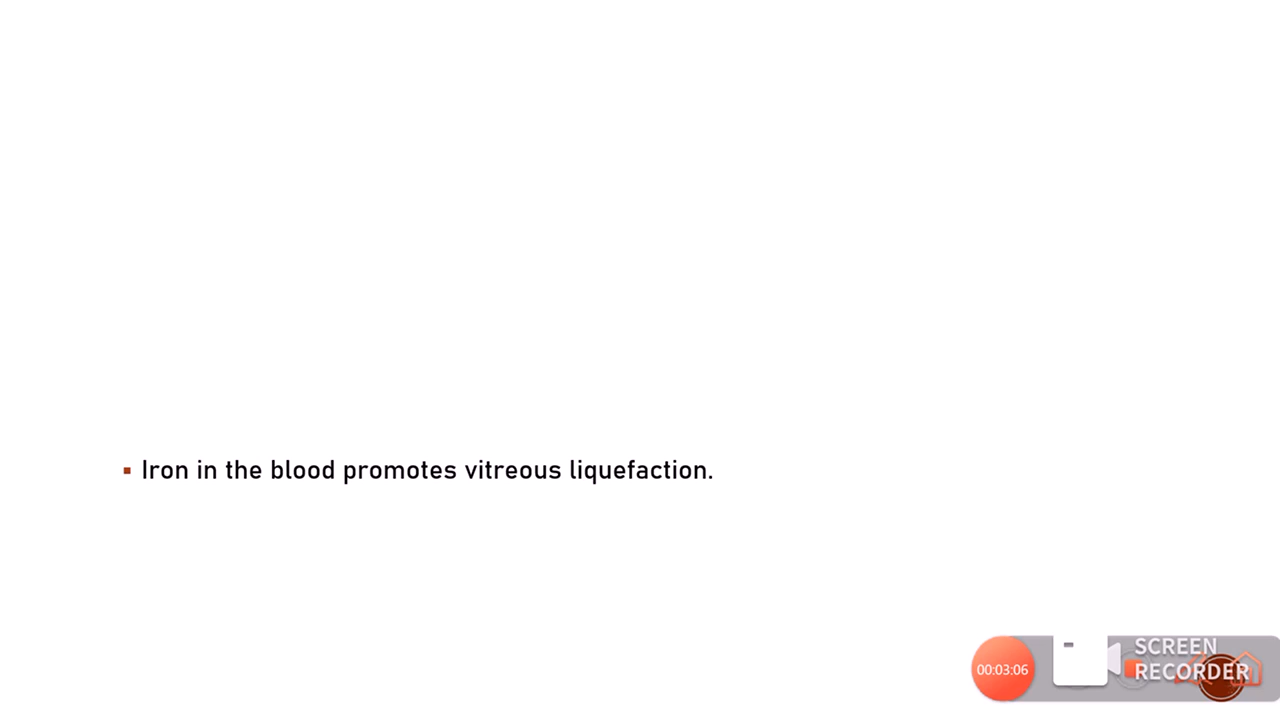 ▪ Iron in the blood promotes vitreous liquefaction.
00:03:06
SCREEN
RECORDER